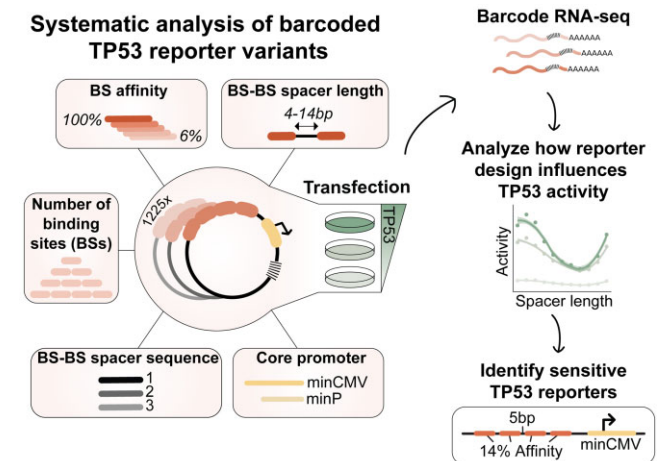 Systematic analysis of barcoded
TP53 reporter variants
BS affinity
100%
6%
BS-BS spacer length
4-14bp
Number of
binding
sites (BSs)
1225x
Transfection
TP53
BS-BS spacer sequence
1
2
3
Core promoter
minCMV
minP
Barcode RNA-seq
AAAAAA
AAAAAA
AAAAAA
Analyze how reporter
design influences
TP53 activity
Activity
Spacer length
Identify sensitive
TP53 reporters
5bp
14% Affinity
minCMV